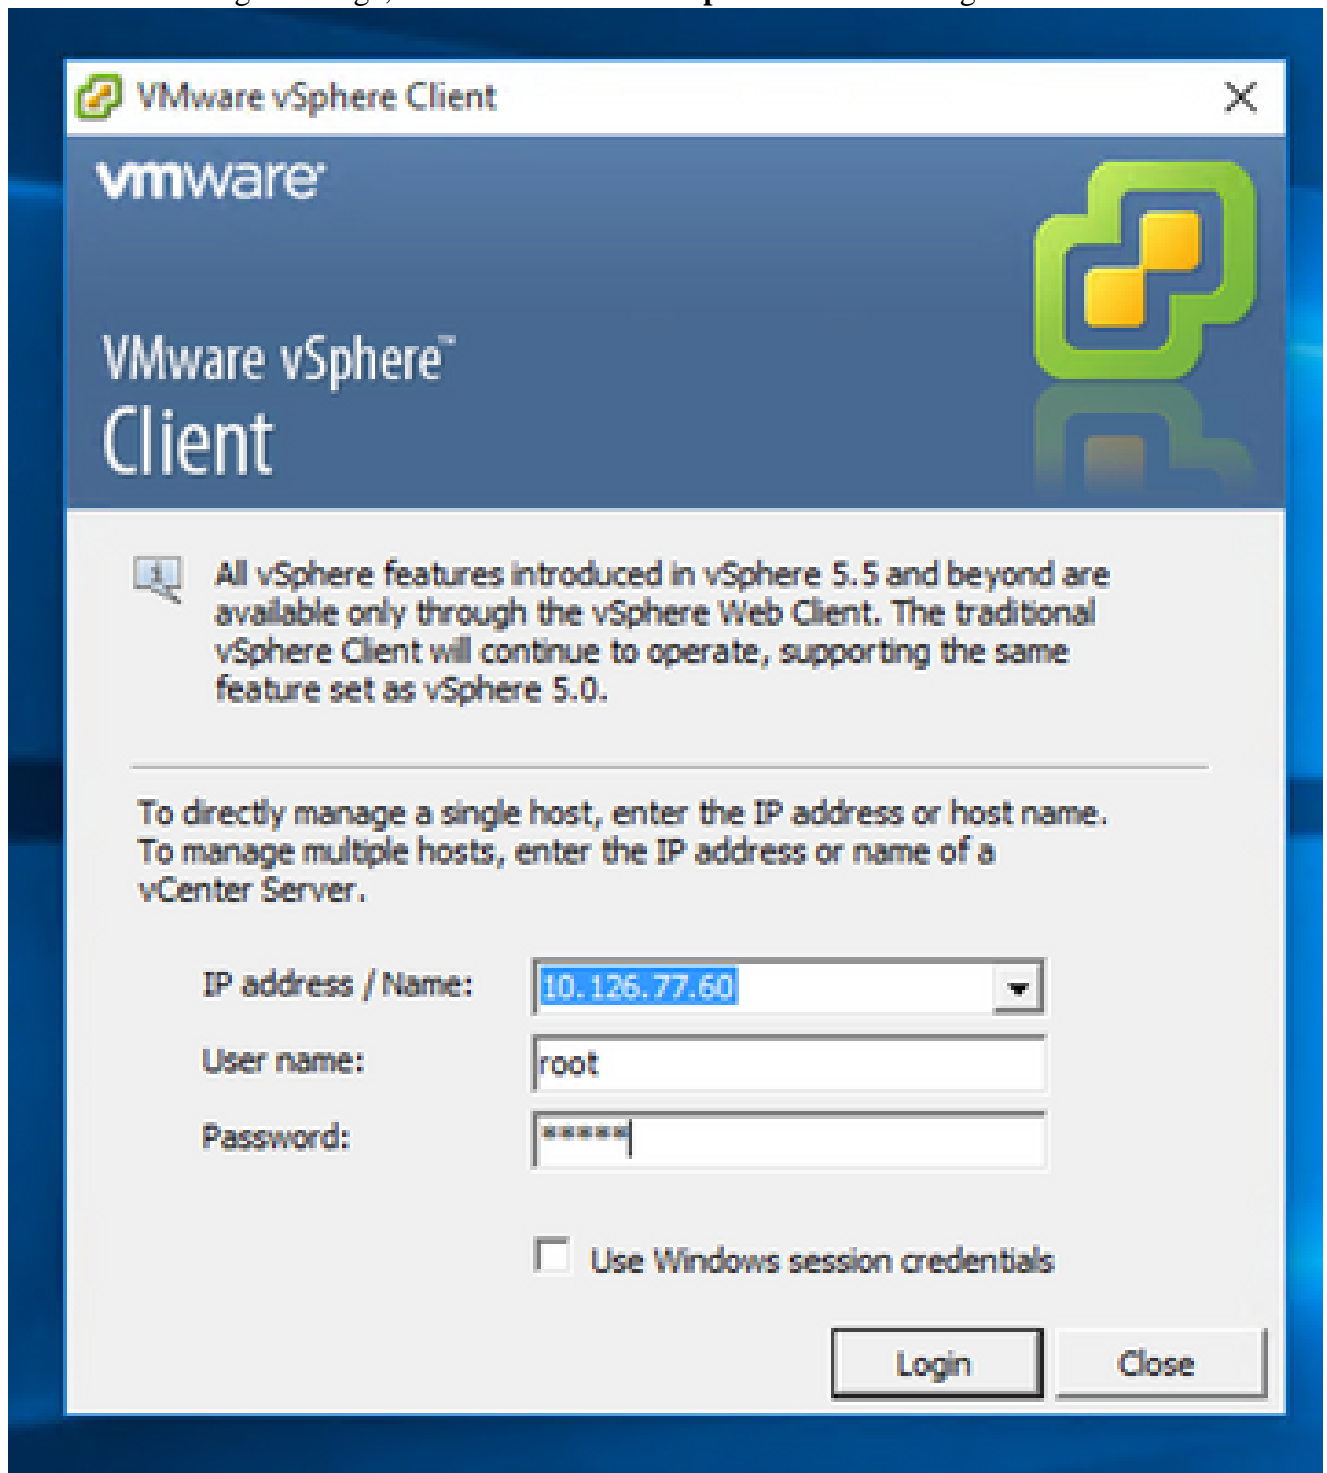 VMware vSphere Client
vmware
VMware vSphere™
Client
All vSphere features introduced in vSphere 5.5 and beyond are
available only through the vSphere Web Client. The traditional
vSphere Client will continue to operate, supporting the same
feature set as vSphere 5.0.
To directly manage a single host, enter the IP address or host name.
To manage multiple hosts, enter the IP address or name of a
vCenter Server.
IP address / Name: 10.126.77.60
User name: root
Password: *****
Use Windows session credentials
Login Close